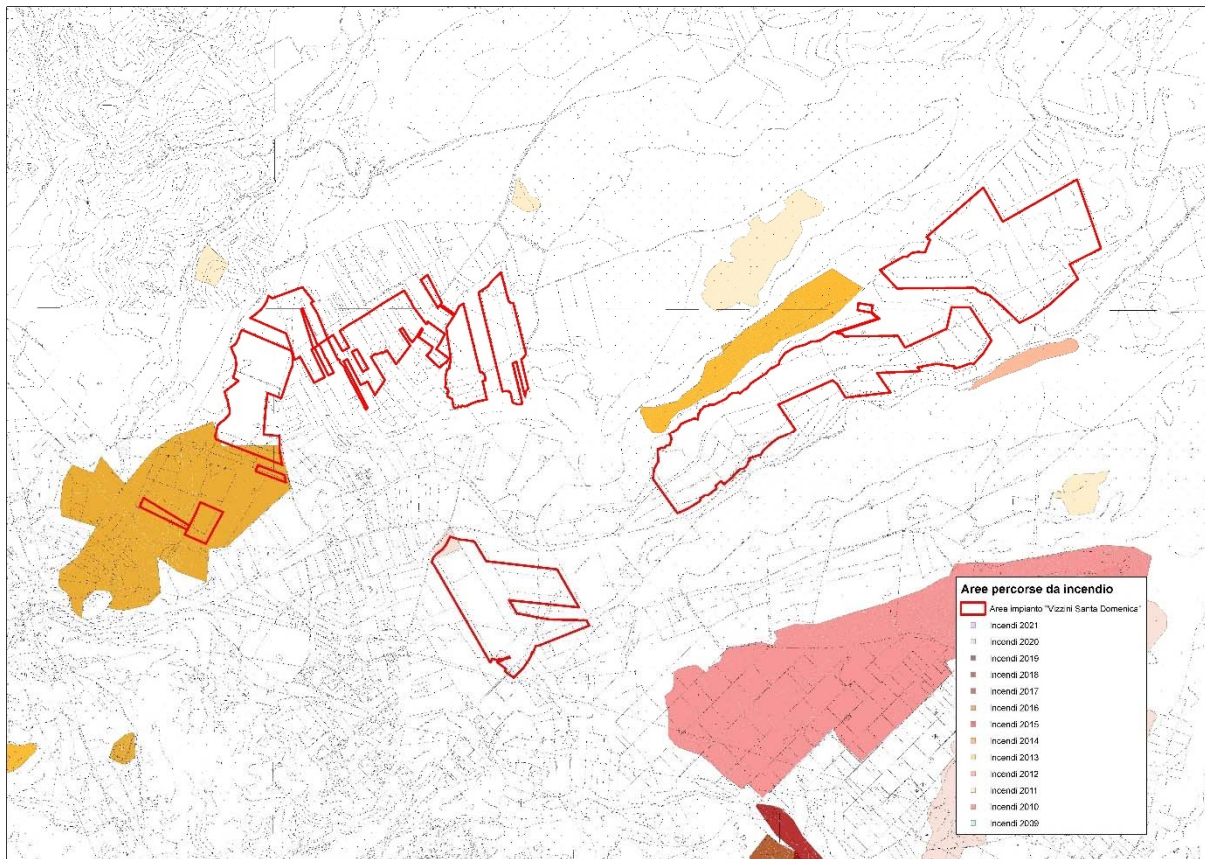 Aree percorse da incendio
Aree impianto "Vizzini Santa Domenica"
Incendi 2021
Incendi 2020
Incendi 2019
Incendi 2018
Incendi 2017
Incendi 2016
Incendi 2015
Incendi 2014
Incendi 2013
Incendi 2012
Incendi 2011
Incendi 2010
Incendi 2009